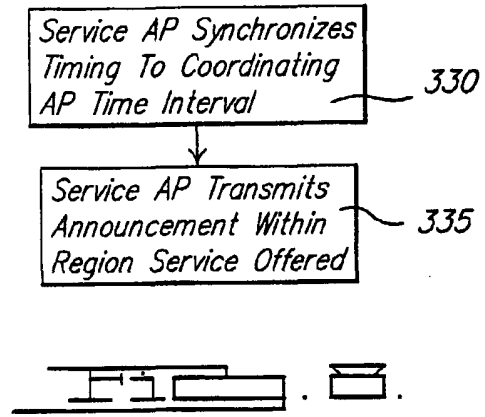 Service AP Synchronizes
Timing To Coordinating
AP Time Interval
330
Service AP Transmits
Announcement Within
Region Service Offered
335